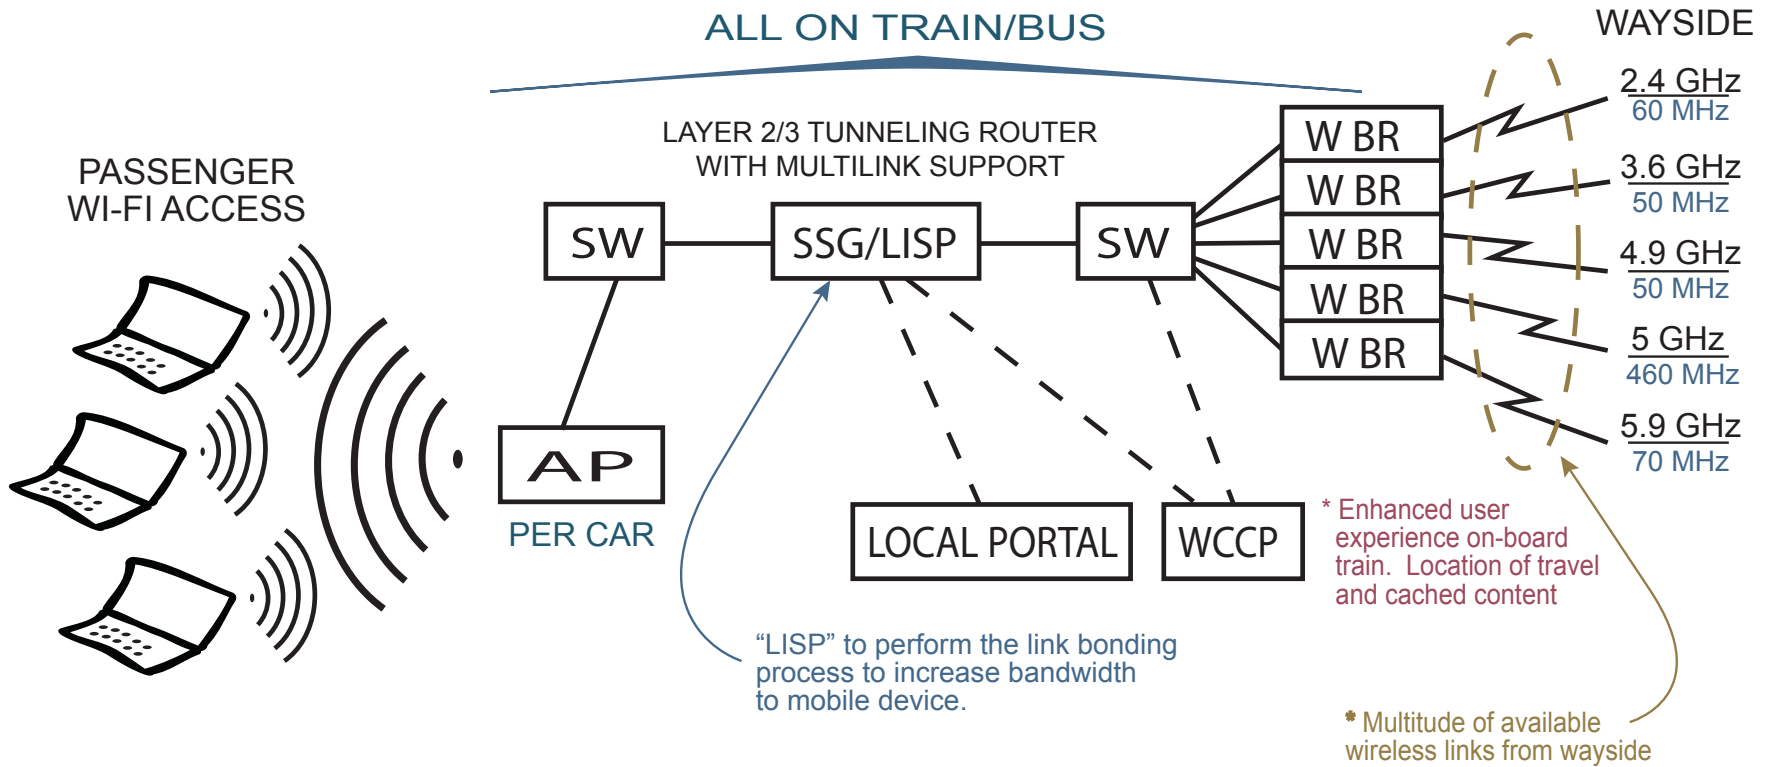 ALL ON TRAIN/BUS
WAYSIDE
PASSENGER
WI-FI ACCESS
LAYER 2/3 TUNNELING ROUTER
WITH MULTILINK SUPPORT
SW
SSG/LISP
SW
W BR
W BR
W BR
W BR
W BR
2.4 GHz
60 MHz
3.6 GHz
50 MHz
4.9 GHz
50 MHz
5 GHz
460 MHz
5.9 GHz
70 MHz
AP
PER CAR
LOCAL PORTAL
WCCP
* Enhanced user
experience on-board
train. Location of travel
and cached content
“LISP” to perform the link bonding
process to increase bandwidth
to mobile device.
* Multitude of available
wireless links from wayside